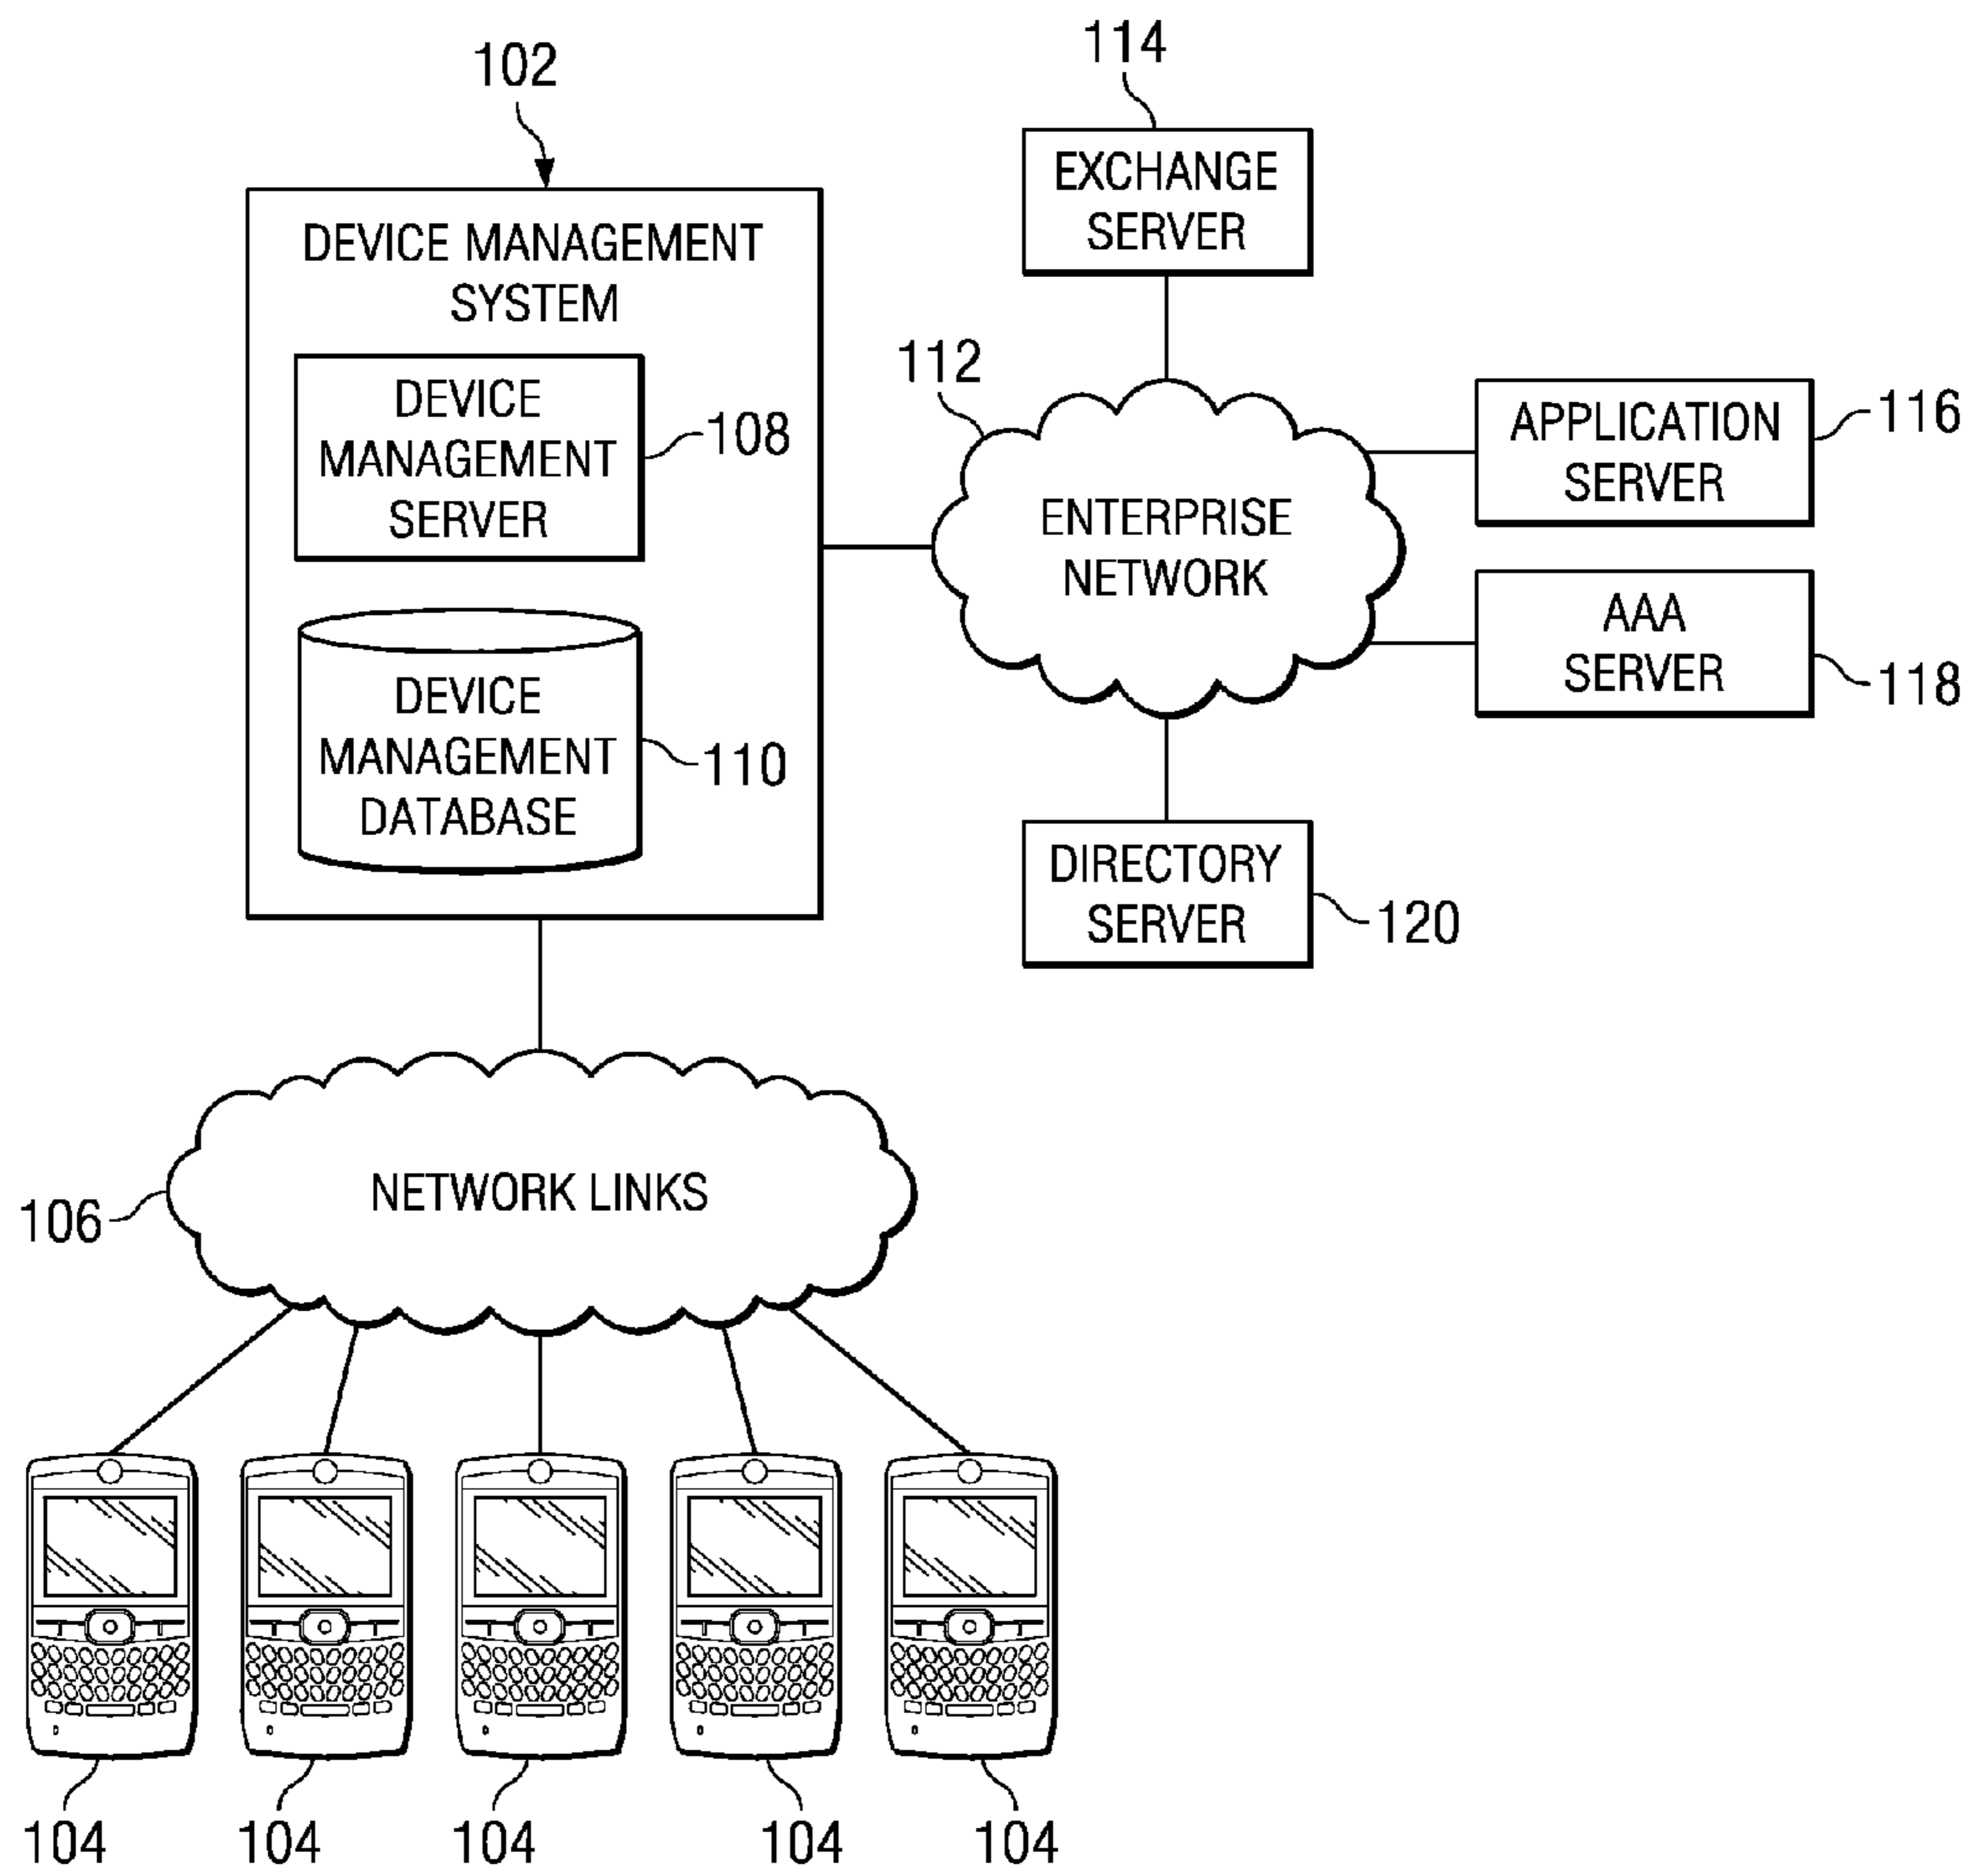 102
DEVICE MANAGEMENT
SYSTEM
DEVICE
MANAGEMENT
SERVER
108
DEVICE
MANAGEMENT
DATABASE
110
114
EXCHANGE
SERVER
112
ENTERPRISE
NETWORK
APPLICATION
SERVER
116
AAA
SERVER
118
DIRECTORY
SERVER
120
NETWORK LINKS
106
104
104
104
104
104